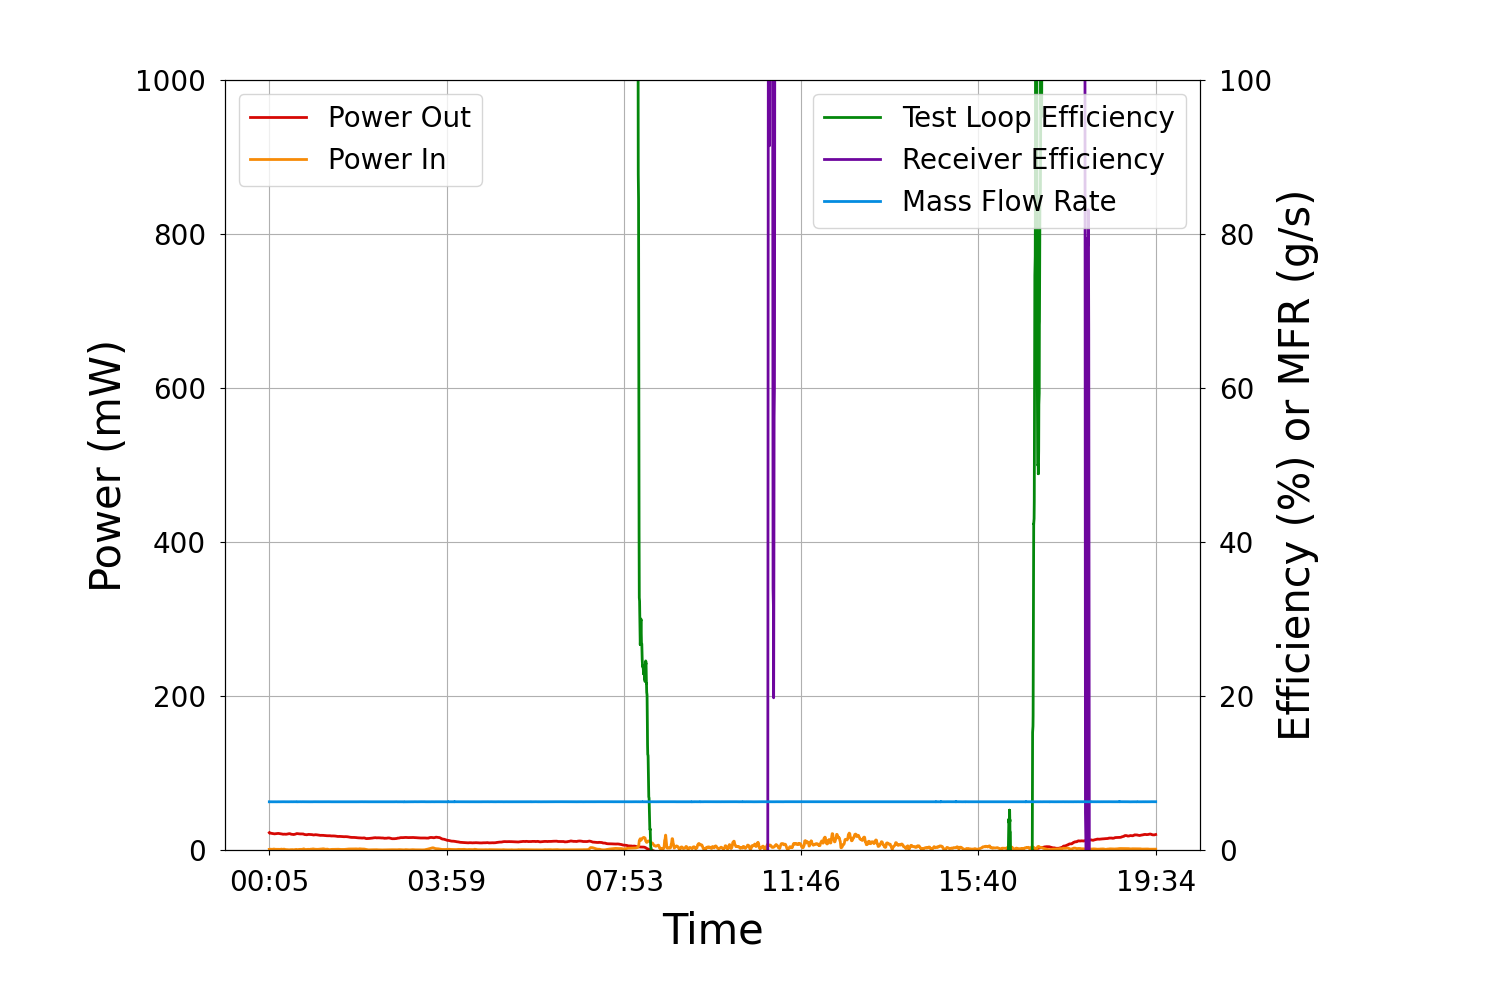 1000
800
600
400
200
0
Power (mW)
Power Out
Power In
Test Loop Efficiency
Receiver Efficiency
Mass Flow Rate
100
80
60
40
20
0
Efficiency (%) or MFR (g/s)
00:05 03:59 07:53 11:46 15:40 19:34
Time